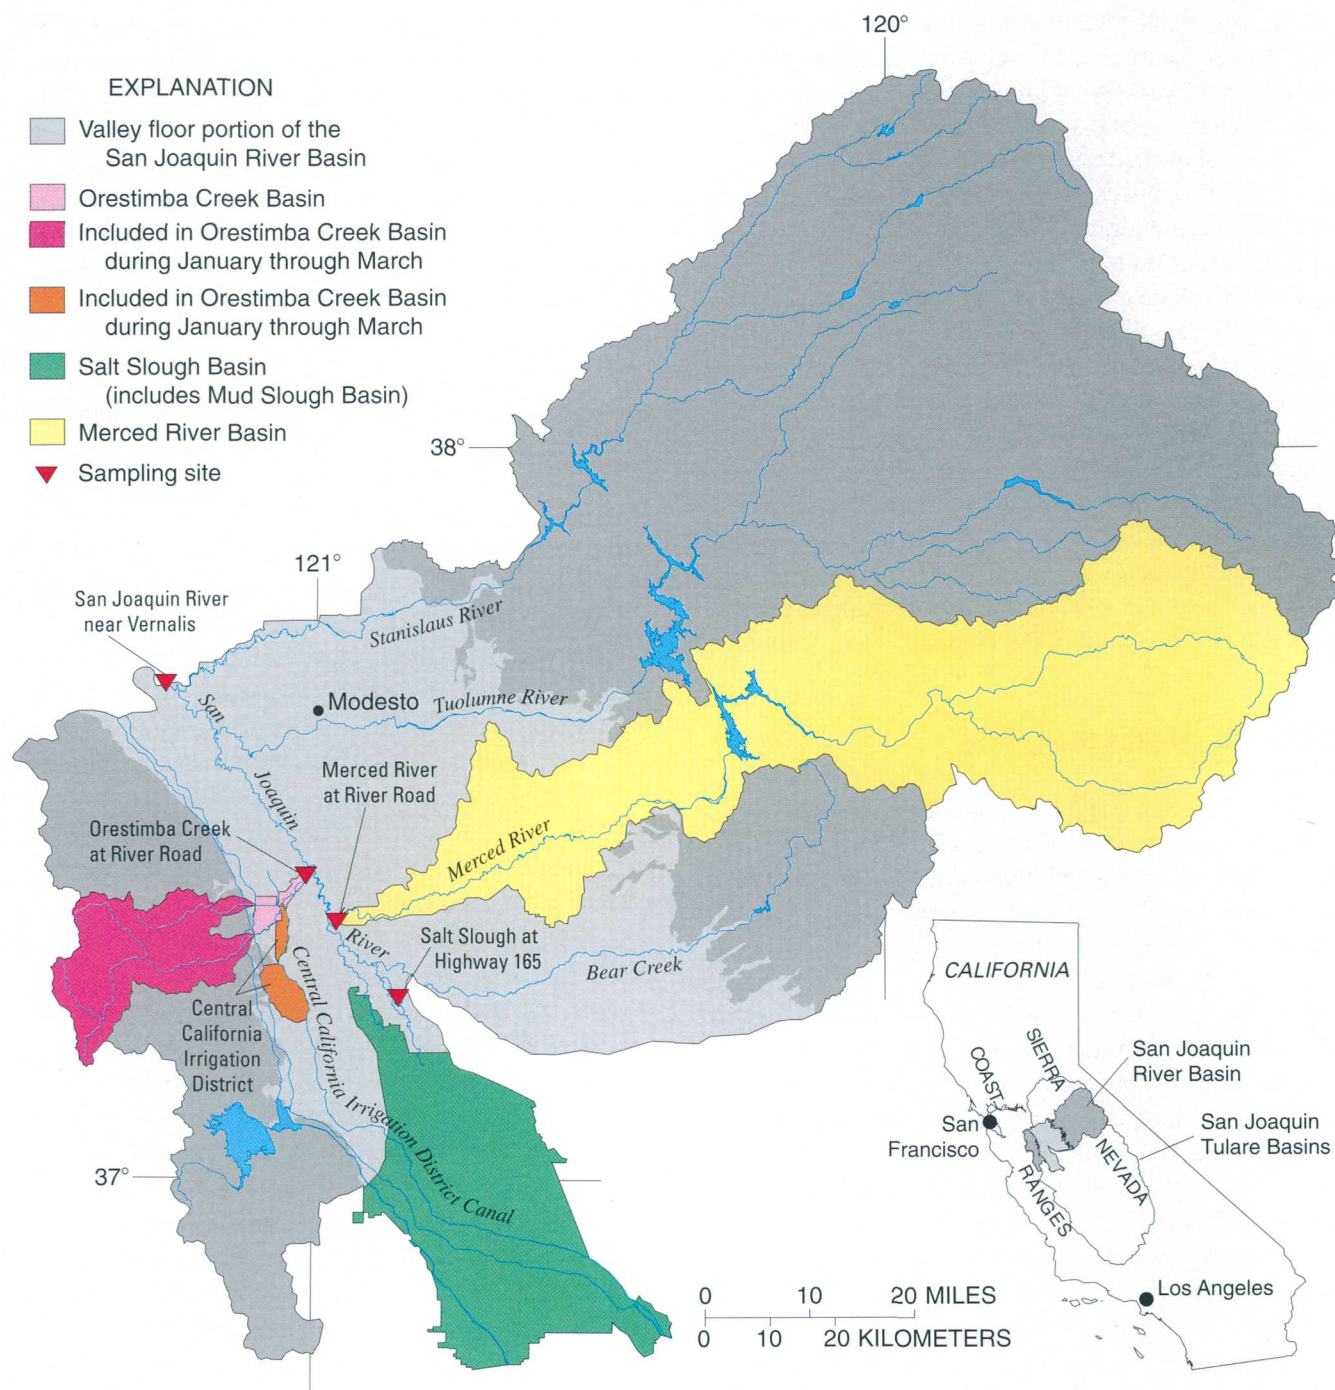 120°
EXPLANATION
Valley floor portion of the
San Joaquin River Basin
Orestimba Creek Basin
Included in Orestimba Creek Basin
during January through March
Included in Orestimba Creek Basin
during January through March
Salt Slough Basin
(includes Mud Slough Basin)
Merced River Basin
Sampling site
38°
121°
San Joaquin River
near Vernalis
Stanislaus River
Modesto
Tuolumne River
San
Joaquin
River
Merced River
at River Road
Orestimba Creek
at River Road
Merced River
Salt Slough at
Highway 165
Bear Creek
Central
California
Irrigation
District
Central California Irrigation District Canal
37°
CALIFORNIA
COAST
RANGES
SIERRA
NEVADA
San Joaquin
River Basin
San Joaquin
Tulare Basins
San
Francisco
Los Angeles
0 10 20 MILES
0 10 20 KILOMETERS